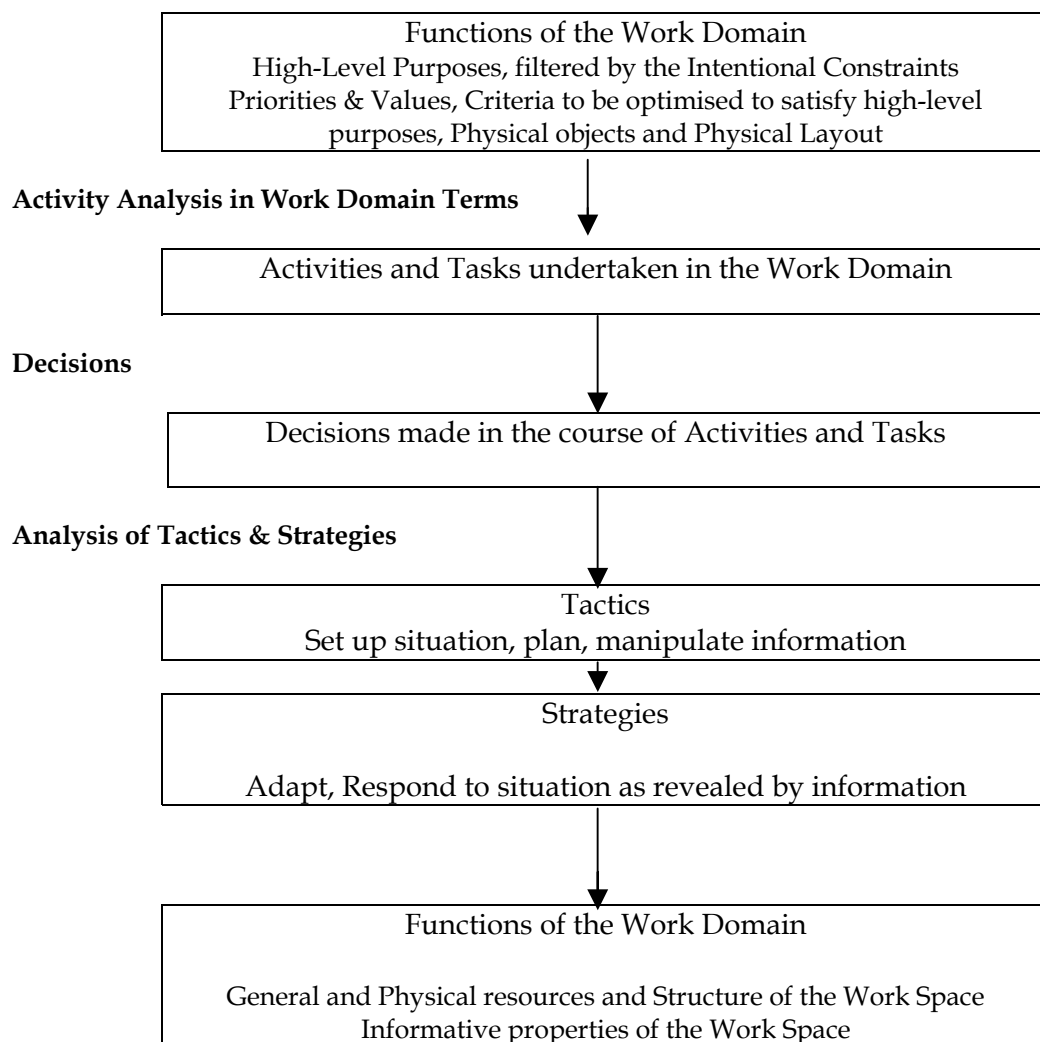 Functions of the Work Domain
High-Level Purposes, filtered by the Intentional Constraints
Priorities & Values, Criteria to be optimised to satisfy high-level
purposes, Physical objects and Physical Layout
Activity Analysis in Work Domain Terms
Activities and Tasks undertaken in the Work Domain
Decisions
Decisions made in the course of Activities and Tasks
Analysis of Tactics & Strategies
Tactics
Set up situation, plan, manipulate information
Strategies
Adapt, Respond to situation as revealed by information
Functions of the Work Domain
General and Physical resources and Structure of the Work Space
Informative properties of the Work Space